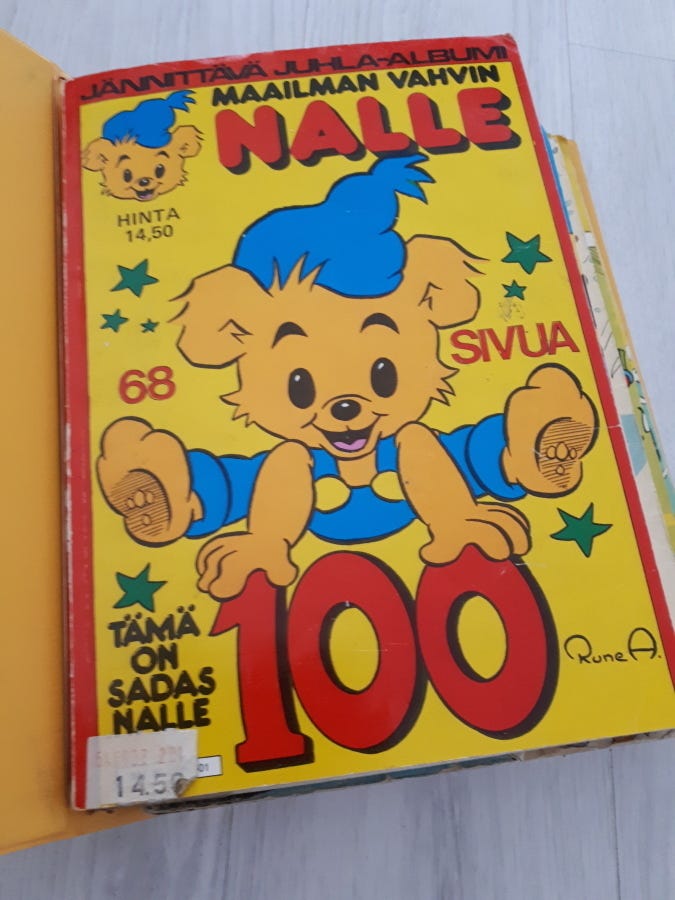 JÄNNITTÄVÄ JUHLA-ALBUMI
MAAILMAN VAHVIN
NALLE
HINTA
14,50
68
SIVUA
100
TÄMÄ
ON
SADAS
NALLE
Rune A.
14.50